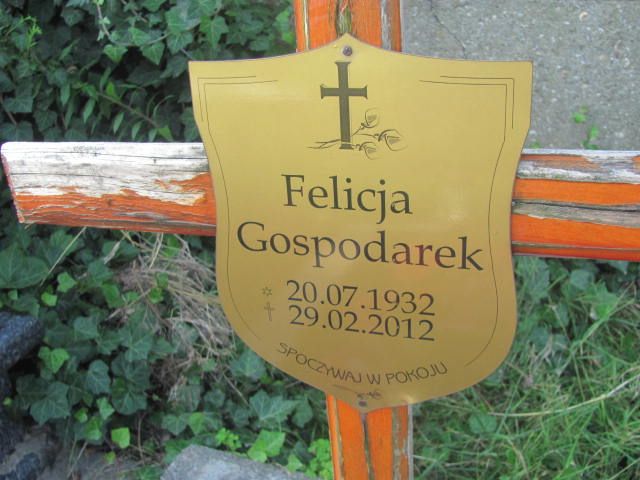 Felicja
Gospodarek
20.07.1932
29.02.2012
SPOCZYWAJ W POKOJU